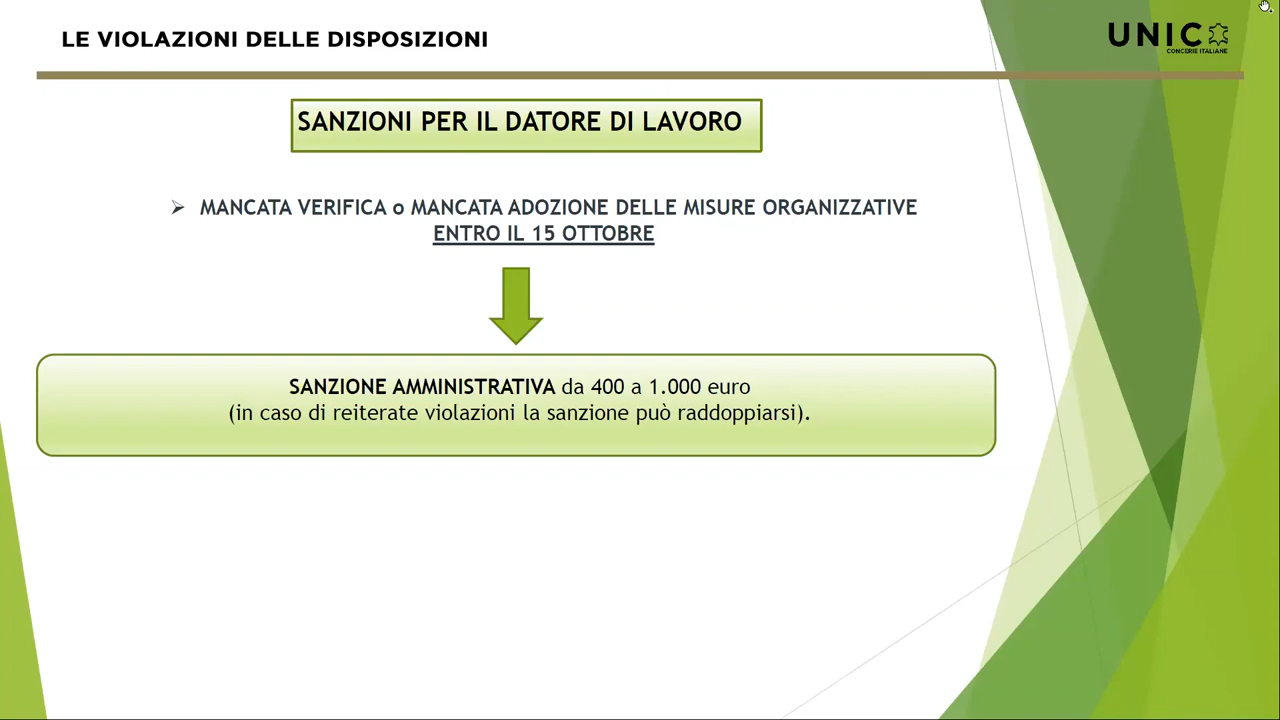 LE VIOLAZIONI DELLE DISPOSIZIONI
UNIC
CONCERIE ITALIANE
SANZIONI PER IL DATORE DI LAVORO
MANCATA VERIFICA o MANCATA ADOZIONE DELLE MISURE ORGANIZZATIVE
ENTRO IL 15 OTTOBRE
SANZIONE AMMINISTRATIVA da 400 a 1.000 euro
(in caso di reiterate violazioni la sanzione può raddoppiarsi).